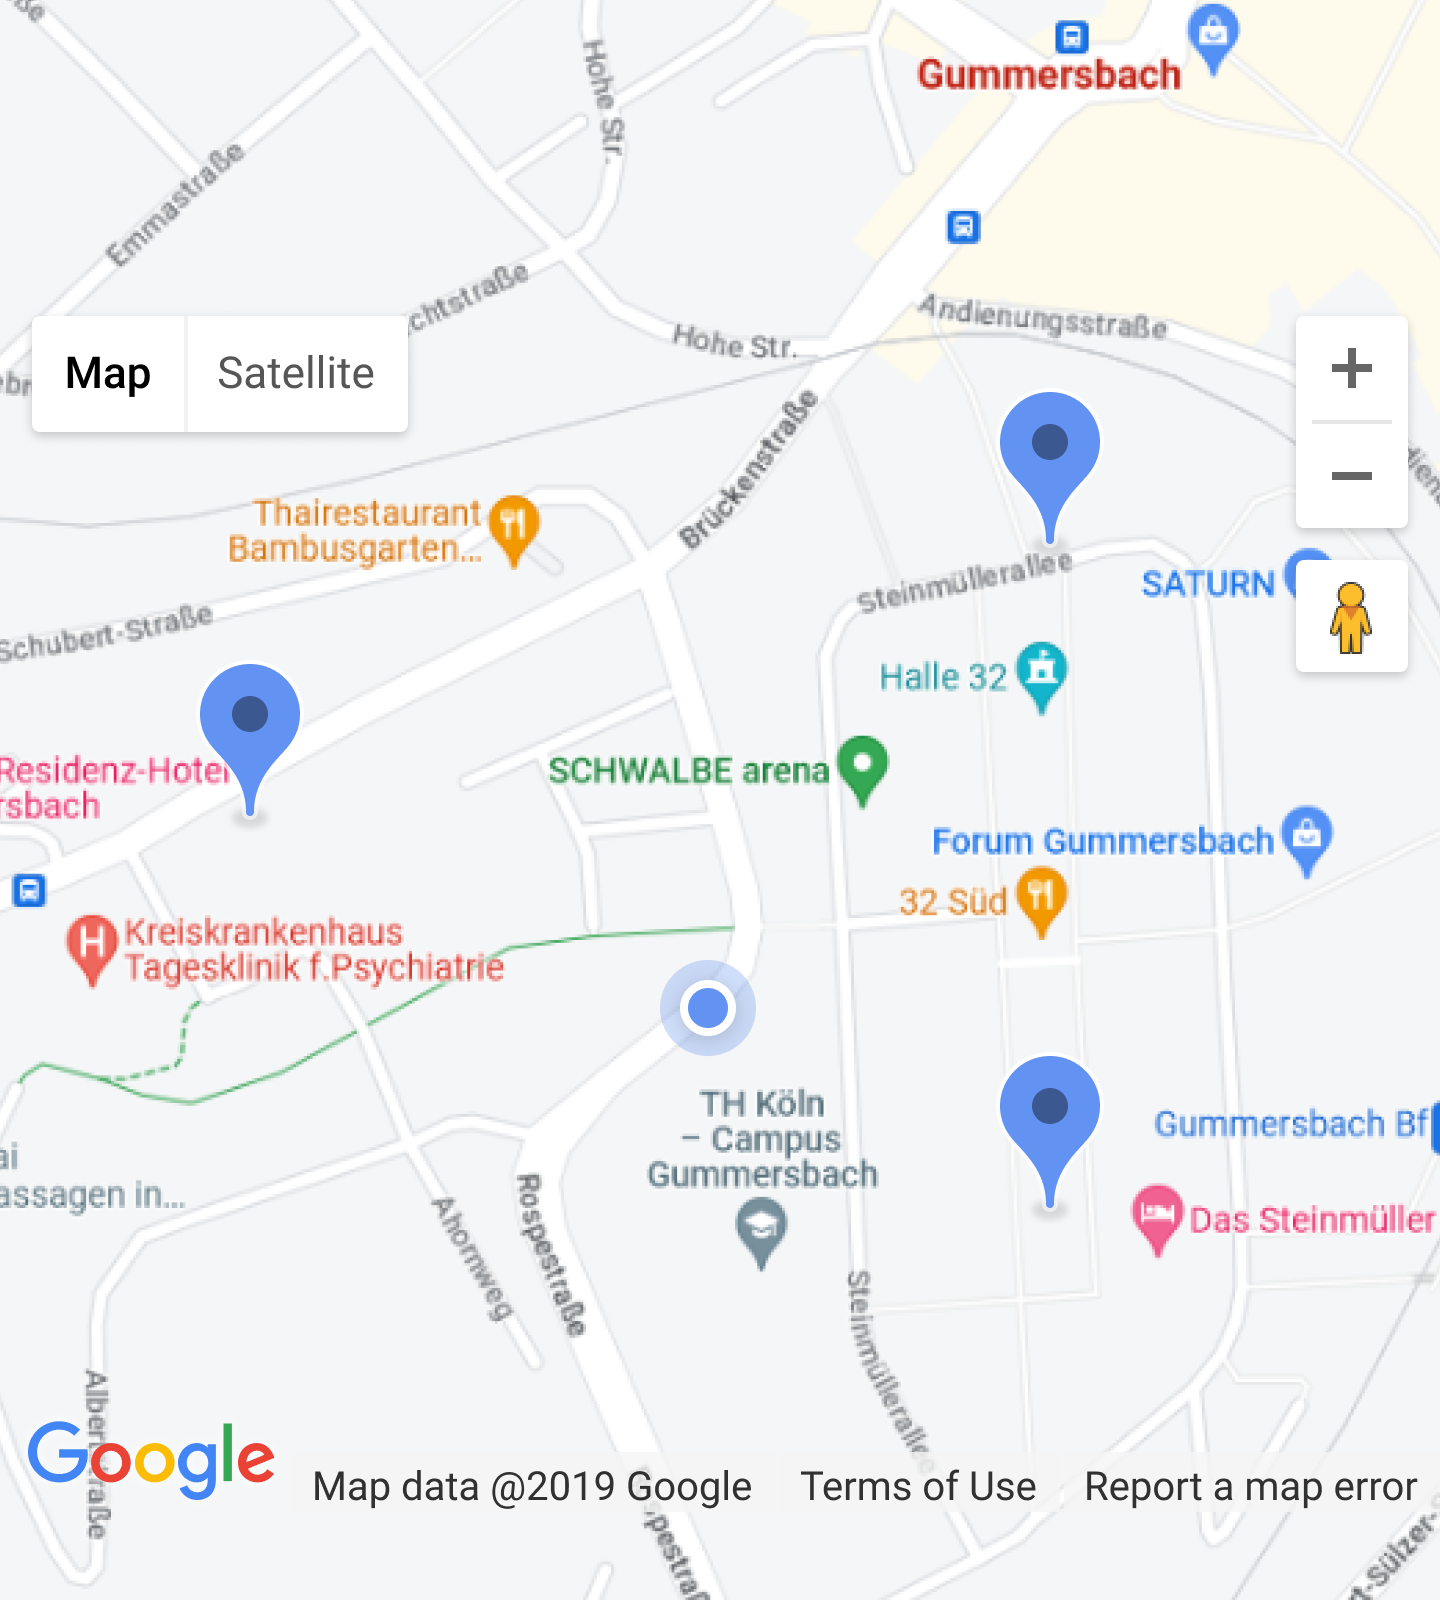 Hohe Str.
Gummersbach
Emmastraße
chtstraße
Andienungsstraße
Hohe Str.
Map
Satellite
Brückenstraße
Thairestaurant
Bambusgarten...
Steinmüllerallee
SATURN
Schubert-Straße
Halle 32
Residenz-Hotel
rsbach
SCHWALBE arena
Forum Gummersbach
32 Süd
Kreiskrankenhaus
Tagesklinik f.Psychiatrie
TH Köln
– Campus
Gummersbach
Gummersbach Bf
ai
assagen in...
Das Steinmüller
Ahornweg
Rospestraße
Steinmüllerallee
Albertstraße
Google
Map data @2019 Google
Terms of Use
Report a map error
spestraß
rt-Sülzer-